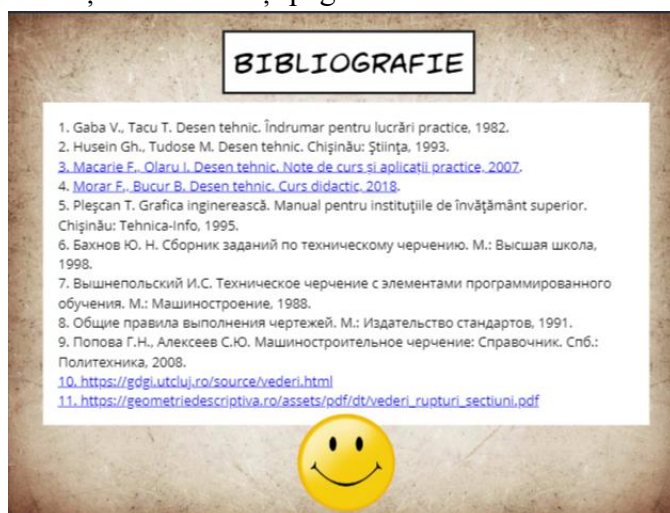 BIBLIOGRAFIE
1. Gaba V., Tacu T. Desen tehnic. Îndrumar pentru lucrări practice, 1982.
2. Husein Gh., Tudose M. Desen tehnic. Chişinău: Ştiinţa, 1993.
3. Macarie F., Olaru I. Desen tehnic. Note de curs și aplicații practice, 2007.
4. Morar F., Bucur B. Desen tehnic. Curs didactic, 2018.
5. Pleşcan T. Grafica inginerească. Manual pentru instituţiile de învăţământ superior.
Chişinău: Tehnica-Info, 1995.
6. Бахнов Ю. Н. Сборник заданий по техническому черчению. М.: Высшая школа,
1998.
7. Вышнепольский И.С. Техническое черчение с элементами программированного
обучения. М.: Машиностроение, 1988.
8. Общие правила выполнения чертежей. М.: Издательство стандартов, 1991.
9. Попова Г.Н., Алексеев С.Ю. Машиностроительное черчение: Справочник. Спб.:
Политехника, 2008.
10. https://gdgi.utcluj.ro/source/vederi.html
11. https://geometriedescriptiva.ro/assets/pdf/dt/vederi_rupturi_sectiuni.pdf